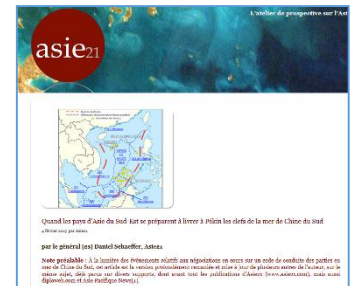 L'atelier de prospective sur l'Asi
asie21
Quand les pays d'Asie du Sud-Est se préparent à livrer à Pékin les clefs de la mer de Chine du Sud
par le général (2s) Daniel Schaeffer, Asie21
Note préalable : A la lumière des événements relatifs aux négociations en cours sur un code de conduite des parties en
mer de Chine du Sud, cet article est la version profondément remaniée et mise à jour de plusieurs autres de l'auteur, sur le
même sujet, déjà parus sur divers supports, dont avant tout les publications d'Asie21 (www.asie21.com), mais aussi
diploweb.com et Asie Pacifique News[1].